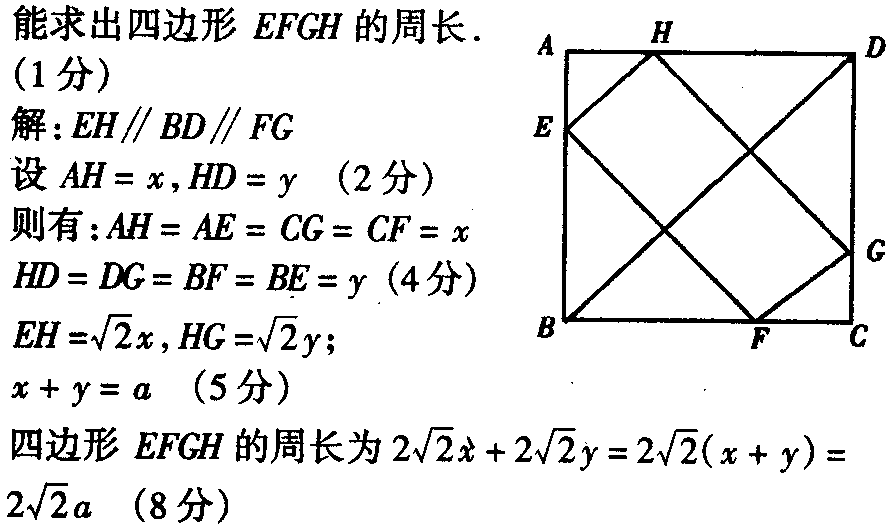 能求出四边形 EFGH 的周长.
(1分)
解:EH∥BD∥FG
设 AH = x,HD = y (2分)
则有:AH = AE = CG = CF = x
HD = DG = BF = BE = y (4分)
EH =√2x,HG =√2y;
x + y = a (5分)
四边形 EFGH 的周长为 2√2x + 2√2y = 2√2(x + y) =
2√2a (8分)
A
H
D
E
G
B
F
C